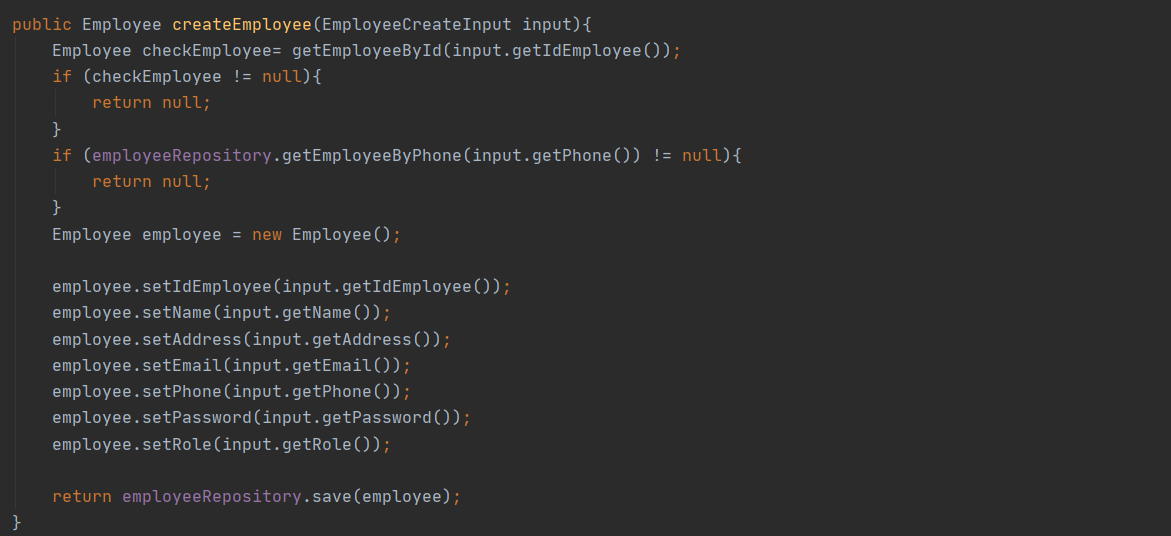 public Employee createEmployee(EmployeeCreateInput input){
    Employee checkEmployee= getEmployeeById(input.getIdEmployee());
    if (checkEmployee != null){
        return null;
    }
    if (employeeRepository.getEmployeeByPhone(input.getPhone()) != null){
        return null;
    }
    Employee employee = new Employee();

    employee.setIdEmployee(input.getIdEmployee());
    employee.setName(input.getName());
    employee.setAddress(input.getAddress());
    employee.setEmail(input.getEmail());
    employee.setPhone(input.getPhone());
    employee.setPassword(input.getPassword());
    employee.setRole(input.getRole());

    return employeeRepository.save(employee);
}